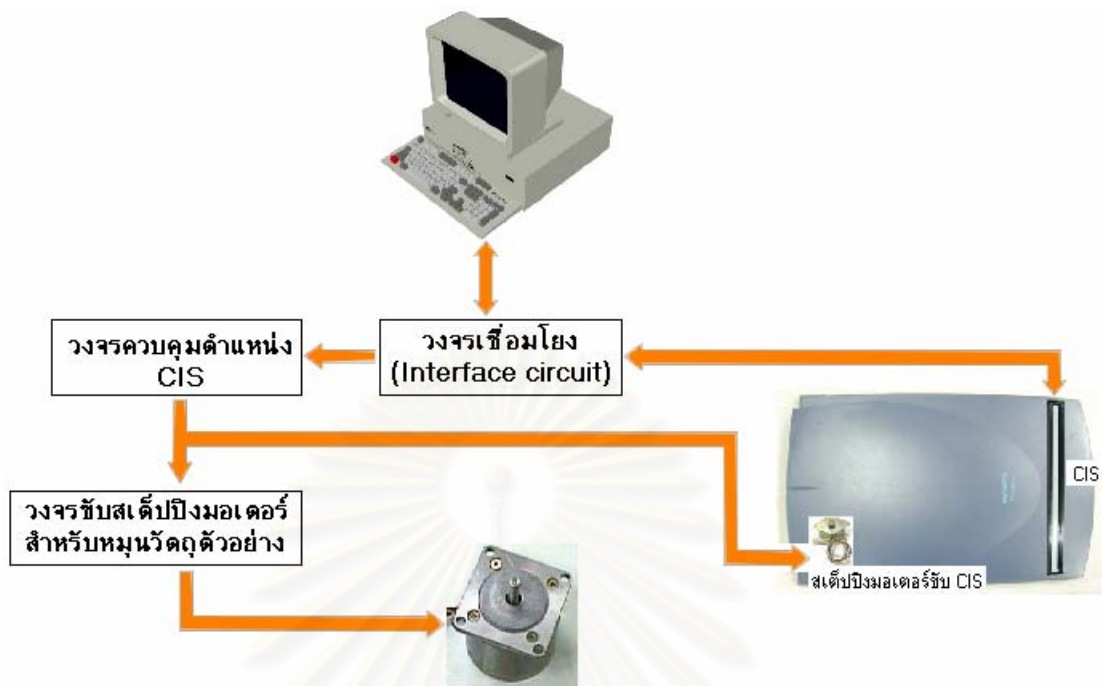 วงจรเชื่อมโยง
(Interface circuit)
วงจรควบคุมตำแหน่ง
CIS
CIS
วงจรขับสเต็ปปิงมอเตอร์
สำหรับหมุนวัตถุตัวอย่าง
สเต็ปปิงมอเตอร์ขับ CIS